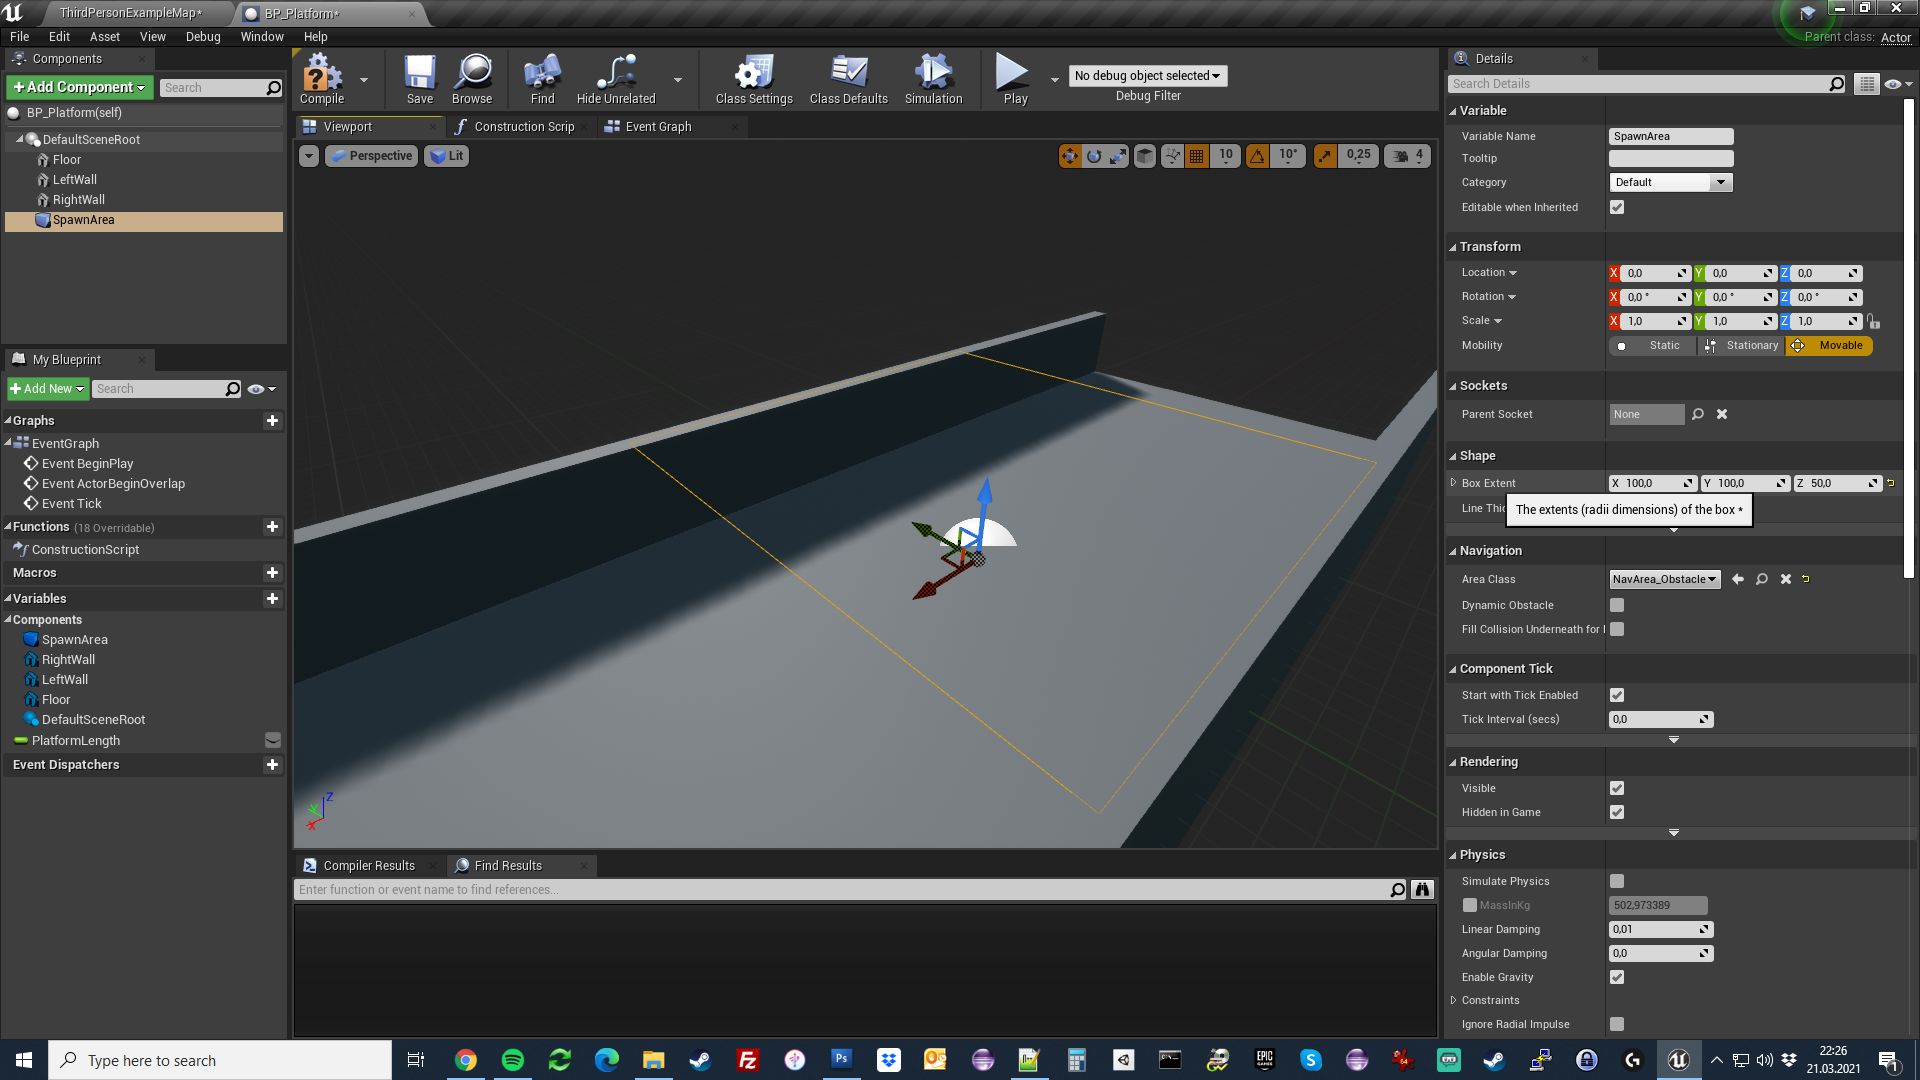 ThirdPersonExampleMap*
BP_Platform*
File Edit Asset View Debug Window Help
Parent class: Actor
Components
+ Add Component
Search
BP_Platform(self)
DefaultSceneRoot
Floor
LeftWall
RightWall
SpawnArea
My Blueprint
+ Add New
Search
Graphs
EventGraph
Event BeginPlay
Event ActorBeginOverlap
Event Tick
Functions (18 Overridable)
ConstructionScript
Macros
Variables
Components
SpawnArea
RightWall
LeftWall
Floor
DefaultSceneRoot
PlatformLength
Event Dispatchers
Compile
Save
Browse
Find
Hide Unrelated
Class Settings
Class Defaults
Simulation
Play
No debug object selected
Debug Filter
Viewport
Construction Scrip
Event Graph
Perspective
Lit
10
10°
0,25
4
Z
Y
X
Compiler Results
Find Results
Enter function or event name to find references...
Details
Search Details
Variable
Variable Name SpawnArea
Tooltip
Category Default
Editable when Inherited
Transform
Location X 0,0 Y 0,0 Z 0,0
Rotation X 0,0 ° Y 0,0 ° Z 0,0 °
Scale X 1,0 Y 1,0 Z 1,0
Mobility Static Stationary Movable
Sockets
Parent Socket None
Shape
Box Extent X 100,0 Y 100,0 Z 50,0
Line Thic
The extents (radii dimensions) of the box *
Navigation
Area Class NavArea_Obstacle
Dynamic Obstacle
Fill Collision Underneath for
Component Tick
Start with Tick Enabled
Tick Interval (secs) 0,0
Rendering
Visible
Hidden in Game
Physics
Simulate Physics
MassInKg 502,973389
Linear Damping 0,01
Angular Damping 0,0
Enable Gravity
Constraints
Ignore Radial Impulse
Type here to search
Ps
Fz
EPIC GAMES
64
22:26
21.03.2021
1